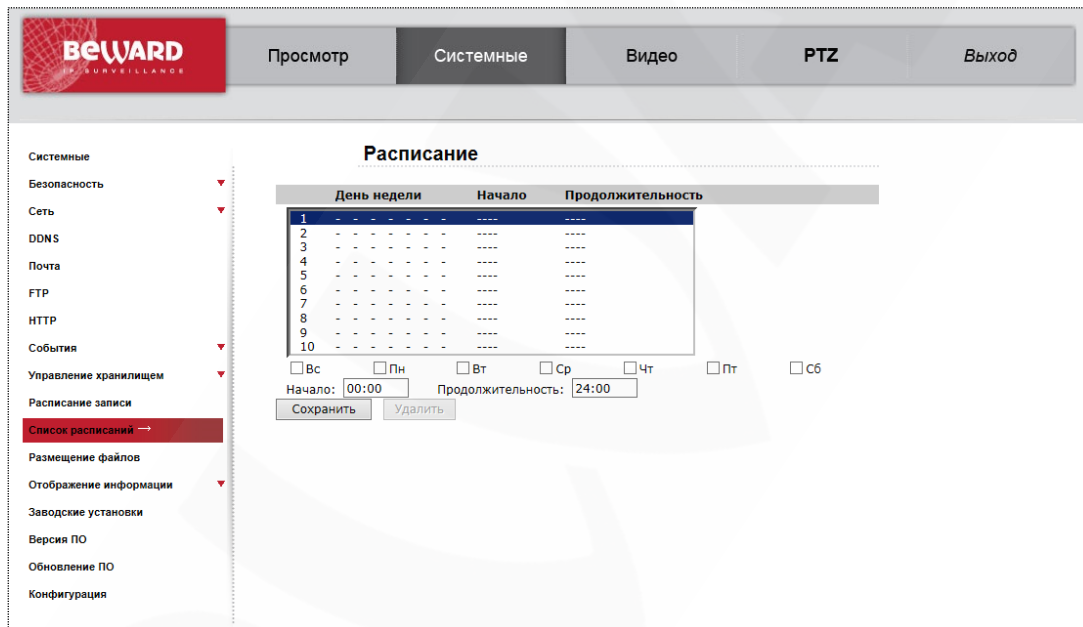 BEWARD
IP SURVEILLANCE
Просмотр Системные Видео PTZ Выход
Системные
Безопасность
Сеть
DDNS
Почта
FTP
HTTP
События
Управление хранилищем
Расписание записи
Список расписаний →
Размещение файлов
Отображение информации
Заводские установки
Версия ПО
Обновление ПО
Конфигурация
Расписание
День недели Начало Продолжительность
1 - - - - - - - ---- ----
2 - - - - - - - ---- ----
3 - - - - - - - ---- ----
4 - - - - - - - ---- ----
5 - - - - - - - ---- ----
6 - - - - - - - ---- ----
7 - - - - - - - ---- ----
8 - - - - - - - ---- ----
9 - - - - - - - ---- ----
10 - - - - - - - ---- ----
Вс Пн Вт Ср Чт Пт Сб
Начало: 00:00 Продолжительность: 24:00
Сохранить Удалить